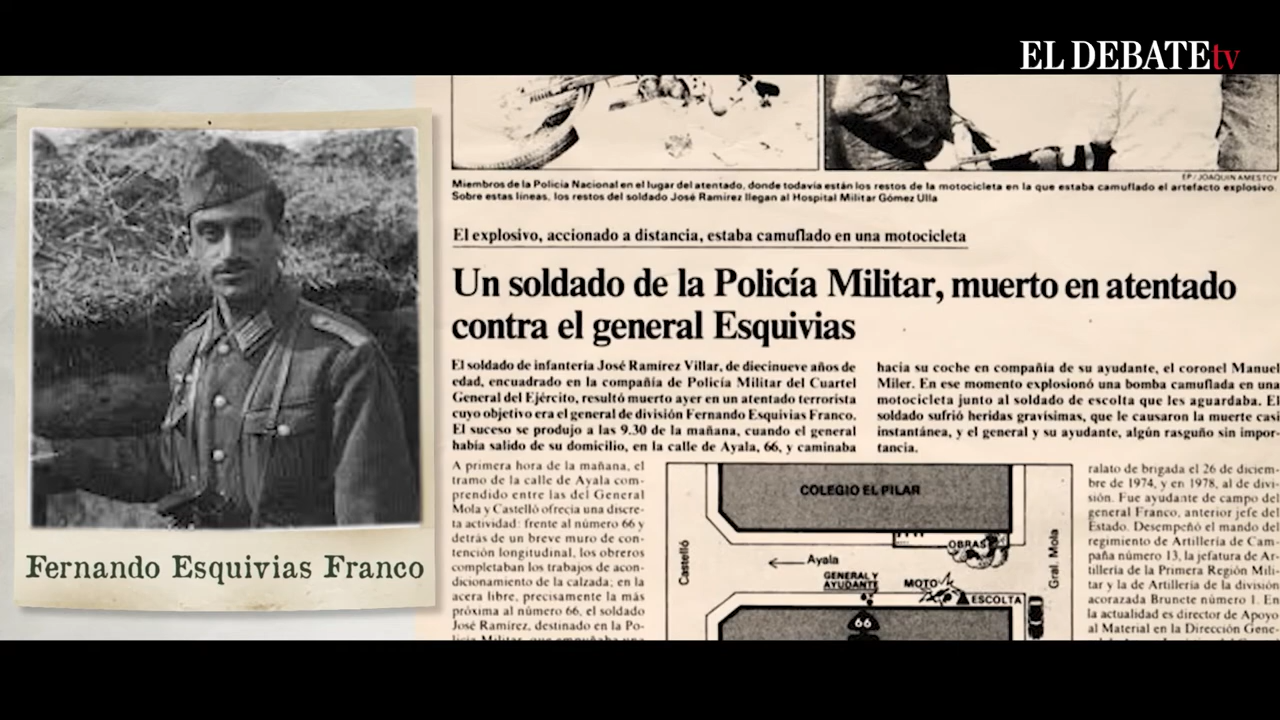 EL DEBATEtv
EP / JOAQUIN AMESTOY
Miembros de la Policía Nacional en el lugar del atentado, donde todavía están los restos de la motocicleta en la que estaba camuflado el artefacto explosivo.
Sobre estas líneas, los restos del soldado José Ramírez llegan al Hospital Militar Gómez Ulla
El explosivo, accionado a distancia, estaba camuflado en una motocicleta
Un soldado de la Policía Militar, muerto en atentado
contra el general Esquivias
El soldado de infantería José Ramírez Villar, de diecinueve años de
edad, encuadrado en la compañía de Policía Militar del Cuartel
General del Ejército, resultó muerto ayer en un atentado terrorista
cuyo objetivo era el general de división Fernando Esquivias Franco.
El suceso se produjo a las 9.30 de la mañana, cuando el general
había salido de su domicilio, en la calle de Ayala, 66, y caminaba
hacia su coche en compañía de su ayudante, el coronel Manuel
Miler. En ese momento explosionó una bomba camuflada en una
motocicleta junto al soldado de escolta que les aguardaba. El
soldado sufrió heridas gravísimas, que le causaron la muerte casi
instantánea, y el general y su ayudante, algún rasguño sin impor-
tancia.
A primera hora de la mañana, el
tramo de la calle de Ayala com-
prendido entre las del General
Mola y Castelló ofrecía una discre-
ta actividad: frente al número 66 y
detrás de un breve muro de con-
tención longitudinal, los obreros
completaban los trabajos de acon-
dicionamiento de la calzada; en la
acera libre, precisamente la más
próxima al número 66, el soldado
José Ramírez, destinado en la Po-
licía Militar, que empuñaba una
COLEGIO EL PILAR
OBRAS
Castelló
Ayala
Gral. Mola
GENERAL Y
AYUDANTE
MOTO
ESCOLTA
66
ralato de brigada el 26 de diciem-
bre de 1974, y en 1978, al de divi-
sión. Fue ayudante de campo del
general Franco, anterior jefe del
Estado. Desempeñó el mando del
regimiento de Artillería de Cam-
paña número 13, la jefatura de Ar-
tillería de la Primera Región Mili-
tar y la de Artillería de la división
acorazada Brunete número 1. En
la actualidad es director de Apoyo
al Material en la Dirección Gene-
Fernando Esquivias Franco